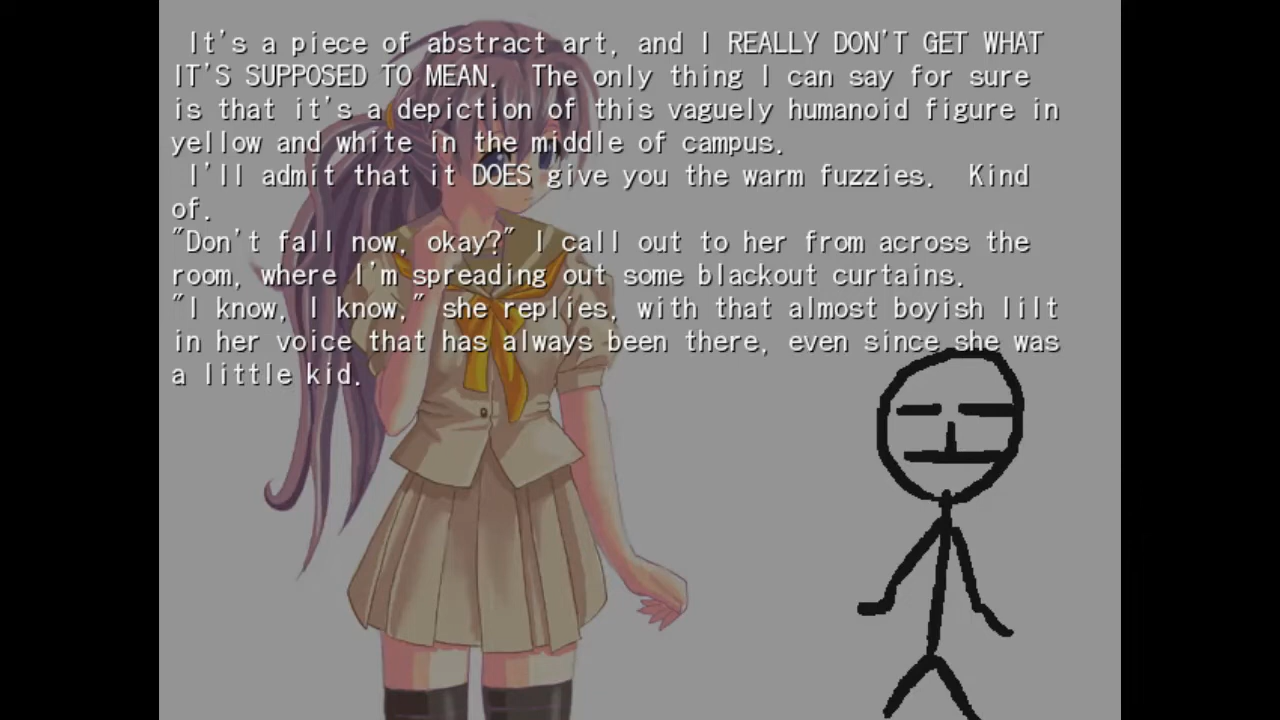 It's a piece of abstract art, and I REALLY DON'T GET WHAT
IT'S SUPPOSED TO MEAN.  The only thing I can say for sure
is that it's a depiction of this vaguely humanoid figure in
yellow and white in the middle of campus.
I'll admit that it DOES give you the warm fuzzies.  Kind
of.
"Don't fall now, okay?" I call out to her from across the
room, where I'm spreading out some blackout curtains.
"I know, I know," she replies, with that almost boyish lilt
in her voice that has always been there, even since she was
a little kid.